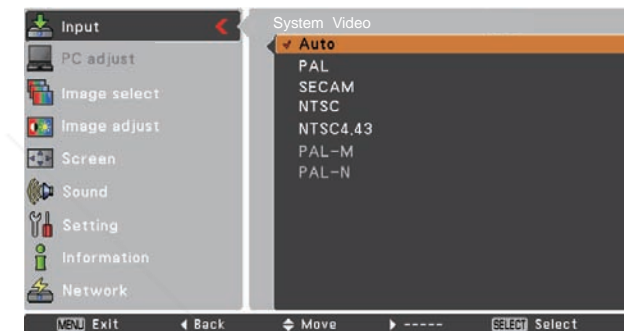 Input
PC adjust
Image select
Image adjust
Screen
Sound
Setting
Information
Network
System Video
✔ Auto
PAL
SECAM
NTSC
NTSC4.43
PAL-M
PAL-N
MENU Exit ◀ Back ◆ Move ▶ ----- SELECT Select